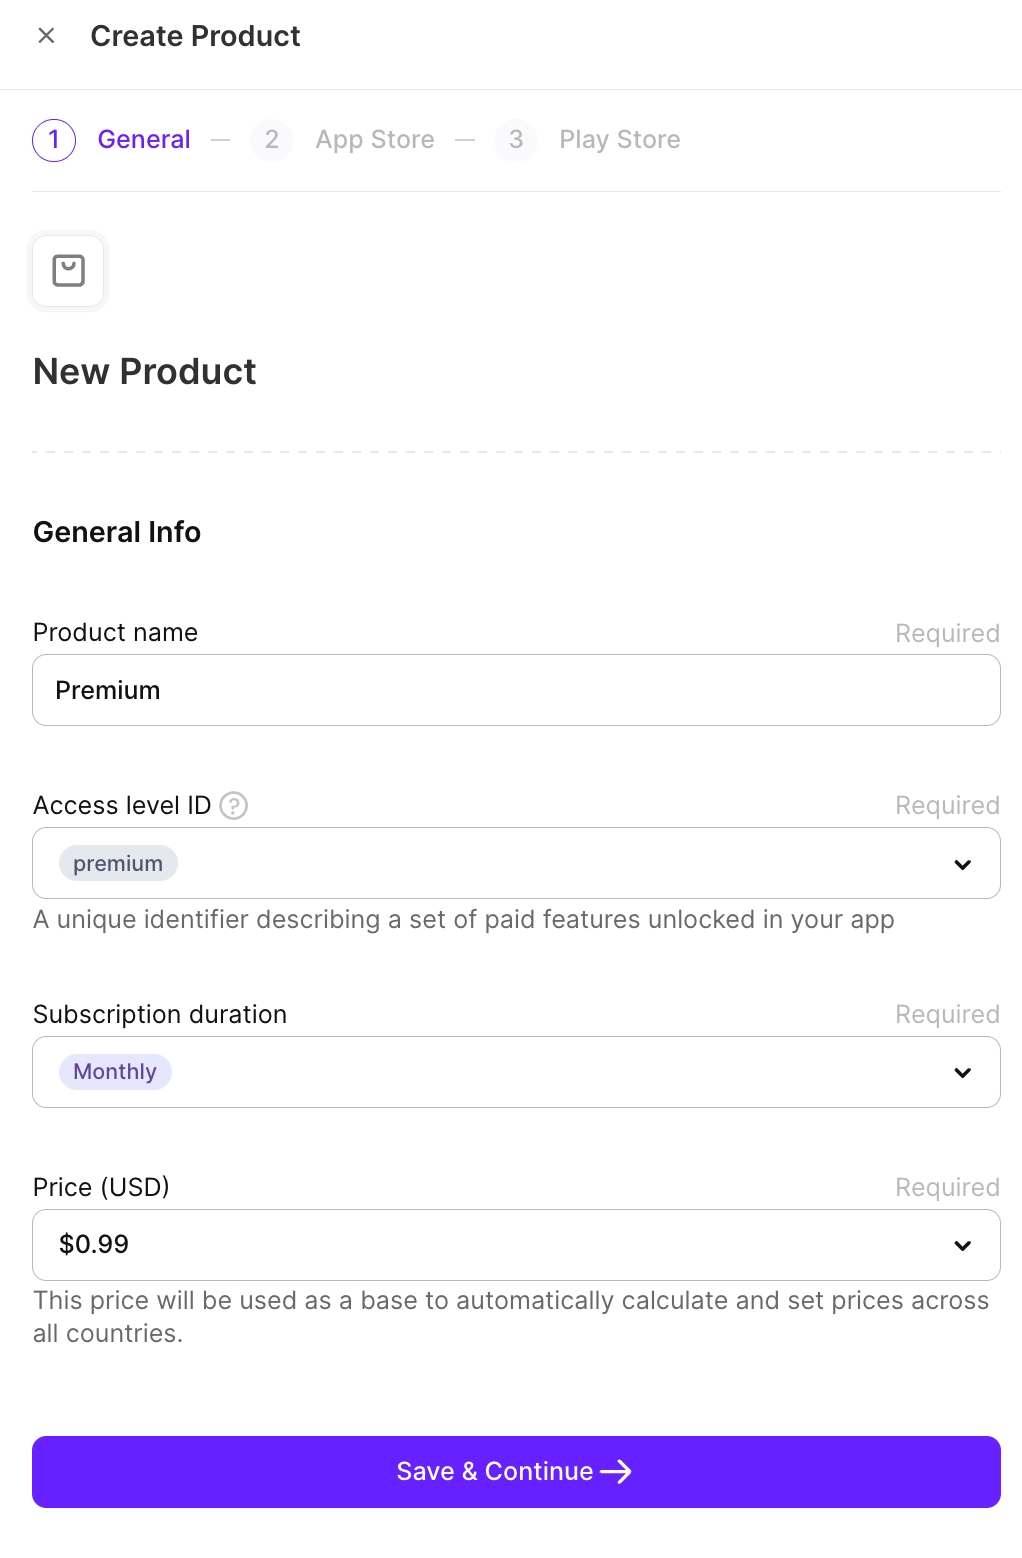 Create Product
1 General — 2 App Store — 3 Play Store
New Product
General Info
Product name Required
Premium
Access level ID ? Required
premium
A unique identifier describing a set of paid features unlocked in your app
Subscription duration Required
Monthly
Price (USD) Required
$0.99
This price will be used as a base to automatically calculate and set prices across
all countries.
Save & Continue